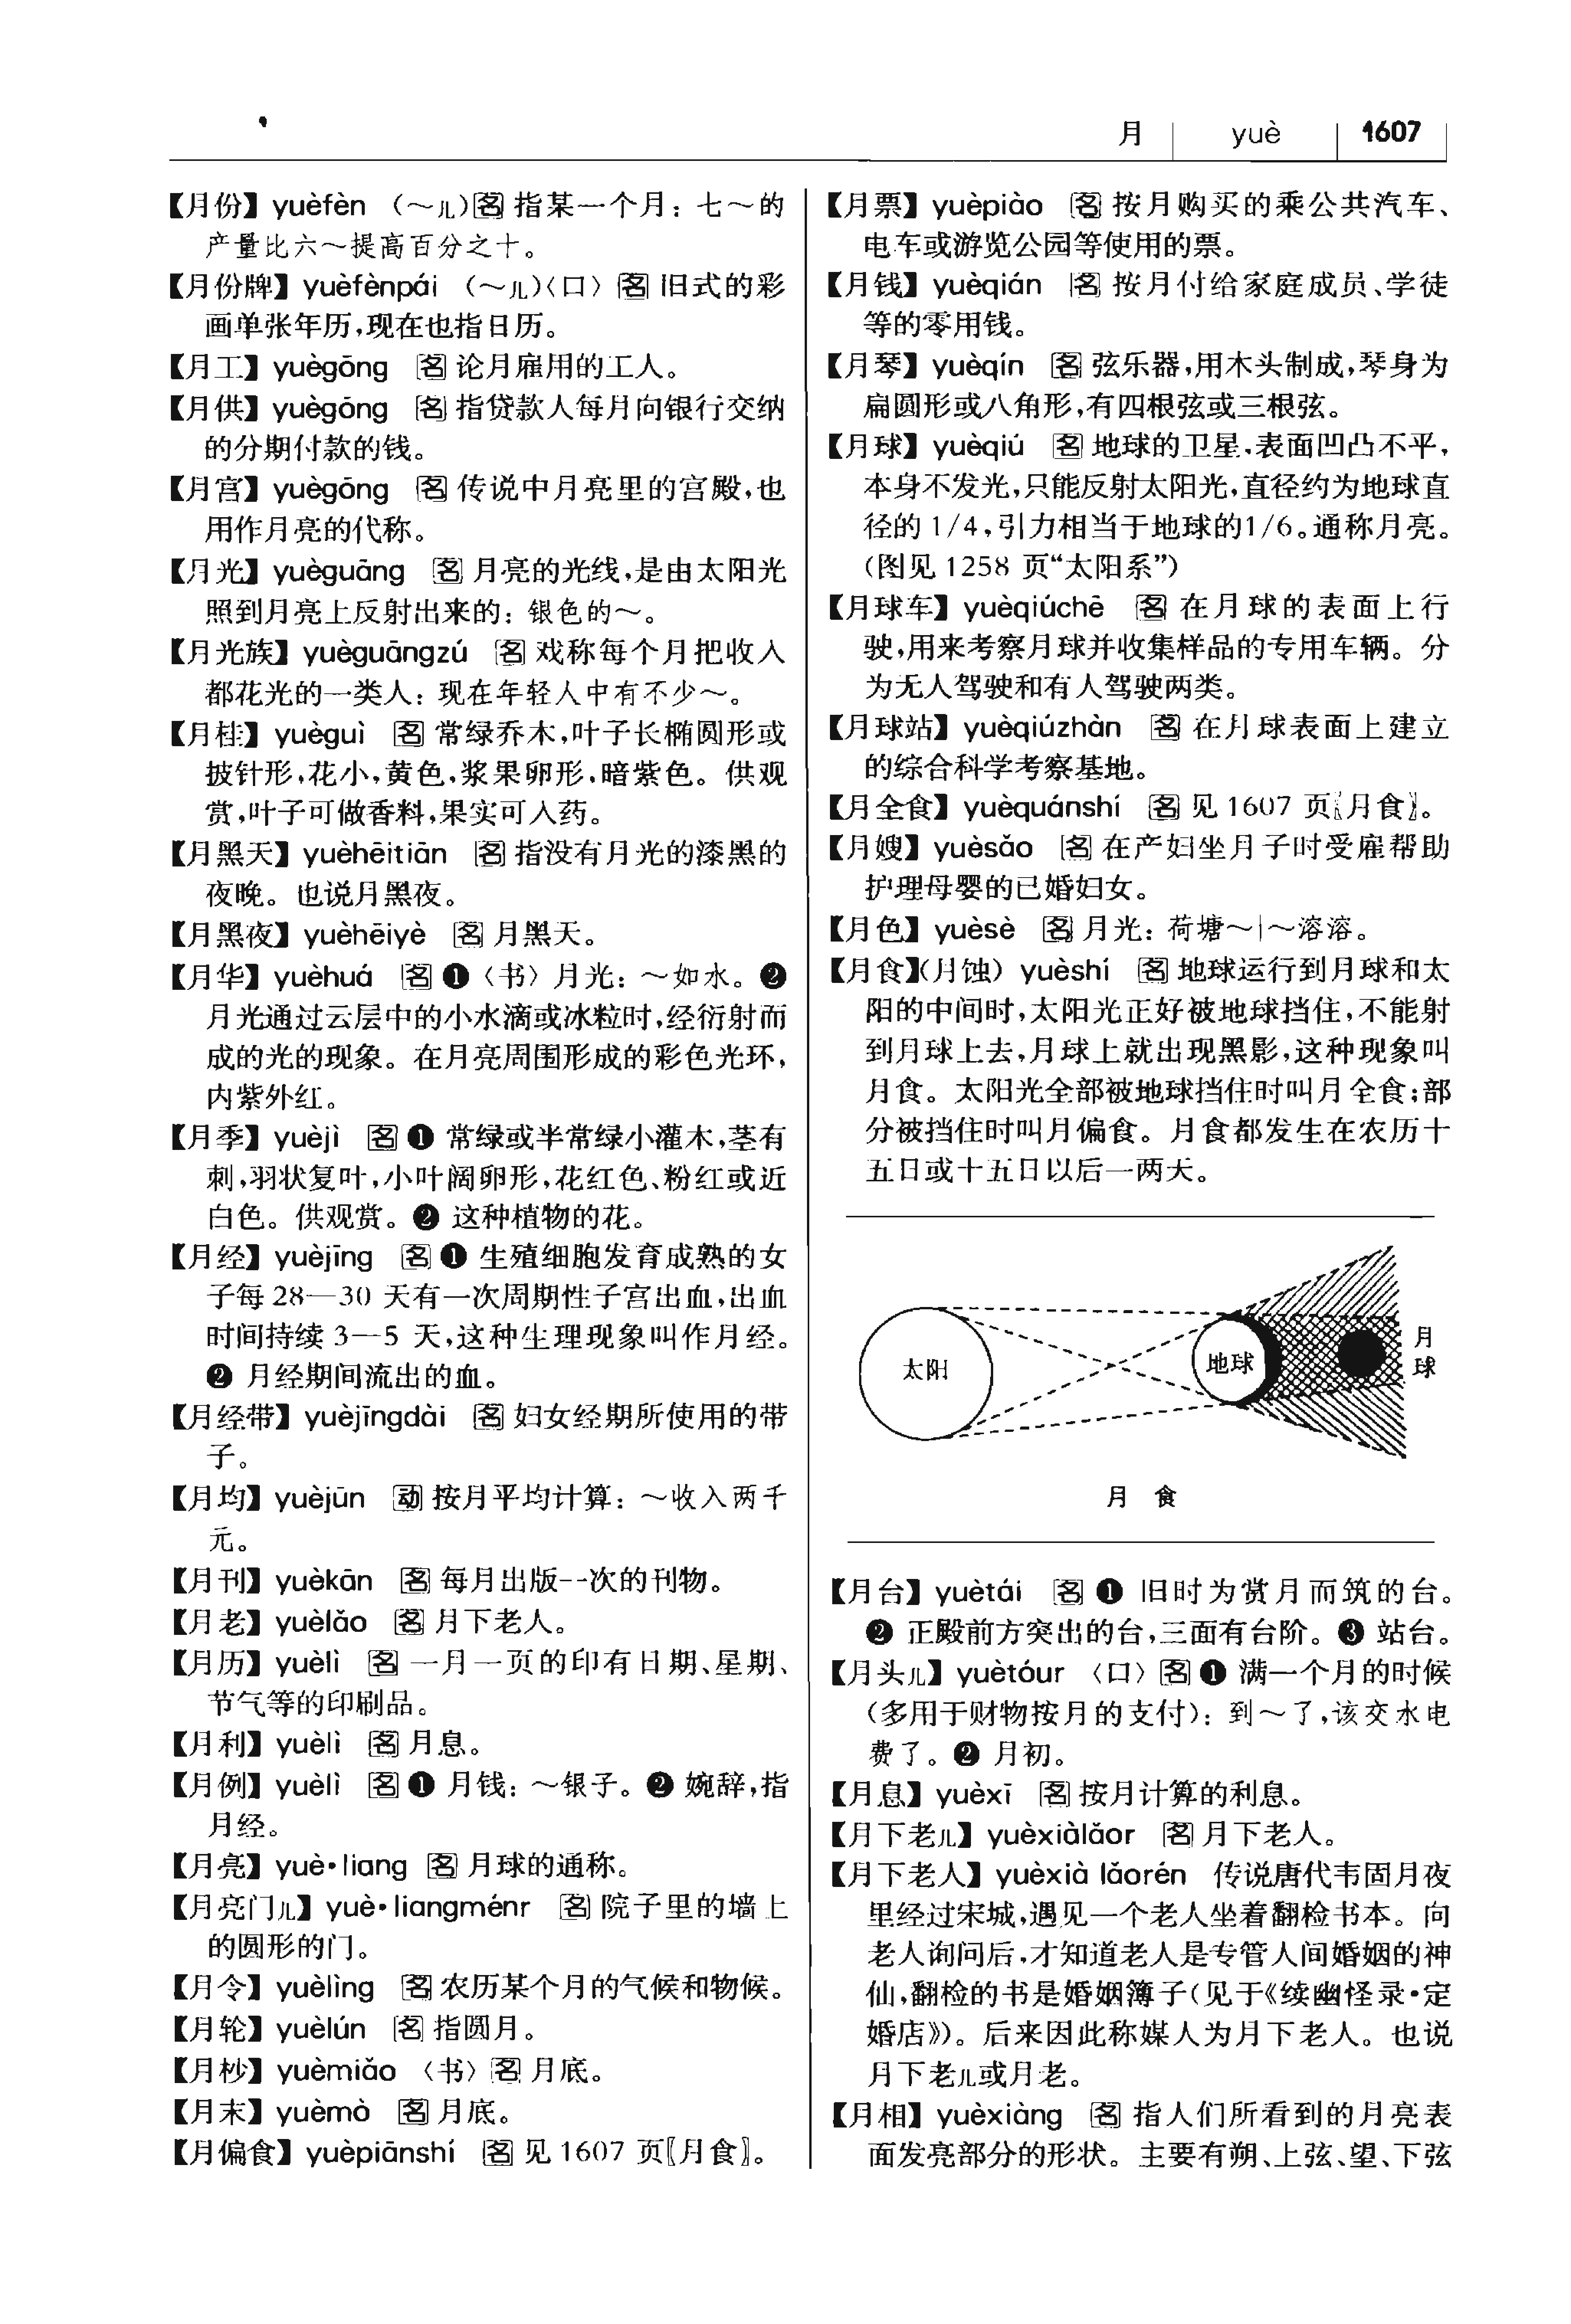 月 yuè 1607
【月份】yuèfèn （～儿）名 指某一个月：七～的
产量比六～提高百分之十。
【月份牌】yuèfènpái （～儿）〈口〉名 旧式的彩
画单张年历，现在也指日历。
【月工】yuègōng 名 论月雇用的工人。
【月供】yuègōng 名 指贷款人每月向银行交纳
的分期付款的钱。
【月宫】yuègōng 名 传说中月亮里的宫殿，也
用作月亮的代称。
【月光】yuèguāng 名 月亮的光线，是由太阳光
照到月亮上反射出来的：银色的～。
【月光族】yuèguāngzú 名 戏称每个月把收入
都花光的一类人：现在年轻人中有不少～。
【月桂】yuèguì 名 常绿乔木，叶子长椭圆形或
披针形，花小，黄色，浆果卵形，暗紫色。供观
赏，叶子可做香料，果实可入药。
【月黑天】yuèhēitiān 名 指没有月光的漆黑的
夜晚。也说月黑夜。
【月黑夜】yuèhēiyè 名 月黑天。
【月华】yuèhuá 名 ❶〈书〉月光：～如水。❷
月光通过云层中的小水滴或冰粒时，经衍射而
成的光的现象。在月亮周围形成的彩色光环，
内紫外红。
【月季】yuèjì 名 ❶ 常绿或半常绿小灌木，茎有
刺，羽状复叶，小叶阔卵形，花红色、粉红或近
白色。供观赏。❷ 这种植物的花。
【月经】yuèjīng 名 ❶ 生殖细胞发育成熟的女
子每 28—30 天有一次周期性子宫出血，出血
时间持续 3—5 天，这种生理现象叫作月经。
❷ 月经期间流出的血。
【月经带】yuèjīngdài 名 妇女经期所使用的带
子。
【月均】yuèjūn 动 按月平均计算：～收入两千
元。
【月刊】yuèkān 名 每月出版一次的刊物。
【月老】yuèlǎo 名 月下老人。
【月历】yuèlì 名 一月一页的印有日期、星期、
节气等的印刷品。
【月利】yuèlì 名 月息。
【月例】yuèlì 名 ❶ 月钱：～银子。❷ 婉辞，指
月经。
【月亮】yuè·liang 名 月球的通称。
【月亮门儿】yuè·liangménr 名 院子里的墙上
的圆形的门。
【月令】yuèlìng 名 农历某个月的气候和物候。
【月轮】yuèlún 名 指圆月。
【月杪】yuèmiǎo 〈书〉名 月底。
【月末】yuèmò 名 月底。
【月偏食】yuèpiānshí 名 见 1607 页〖月食〗。
【月票】yuèpiào 名 按月购买的乘公共汽车、
电车或游览公园等使用的票。
【月钱】yuèqián 名 按月付给家庭成员、学徒
等的零用钱。
【月琴】yuèqín 名 弦乐器，用木头制成，琴身为
扁圆形或八角形，有四根弦或三根弦。
【月球】yuèqiú 名 地球的卫星，表面凹凸不平，
本身不发光，只能反射太阳光，直径约为地球直
径的 1/4，引力相当于地球的1/6。通称月亮。
（图见 1258 页“太阳系”）
【月球车】yuèqiúchē 名 在月球的表面上行
驶，用来考察月球并收集样品的专用车辆。分
为无人驾驶和有人驾驶两类。
【月球站】yuèqiúzhàn 名 在月球表面上建立
的综合科学考察基地。
【月全食】yuèquánshí 名 见 1607 页〖月食〗。
【月嫂】yuèsǎo 名 在产妇坐月子时受雇帮助
护理母婴的已婚妇女。
【月色】yuèsè 名 月光：荷塘～|～溶溶。
【月食】（月蚀）yuèshí 名 地球运行到月球和太
阳的中间时，太阳光正好被地球挡住，不能射
到月球上去，月球上就出现黑影，这种现象叫
月食。太阳光全部被地球挡住时叫月全食；部
分被挡住时叫月偏食。月食都发生在农历十
五日或十五日以后一两天。
太阳 地球 月球
月 食
【月台】yuètái 名 ❶ 旧时为赏月而筑的台。
❷ 正殿前方突出的台，三面有台阶。❸ 站台。
【月头儿】yuètóur 〈口〉名 ❶ 满一个月的时候
（多用于财物按月的支付）：到～了，该交水电
费了。❷ 月初。
【月息】yuèxī 名 按月计算的利息。
【月下老儿】yuèxiàlǎor 名 月下老人。
【月下老人】yuèxià lǎorén 传说唐代韦固月夜
里经过宋城，遇见一个老人坐着翻检书本。向
老人询问后，才知道老人是专管人间婚姻的神
仙，翻检的书是婚姻簿子（见于《续幽怪录·定
婚店》）。后来因此称媒人为月下老人。也说
月下老儿或月老。
【月相】yuèxiàng 名 指人们所看到的月亮表
面发亮部分的形状。主要有朔、上弦、望、下弦